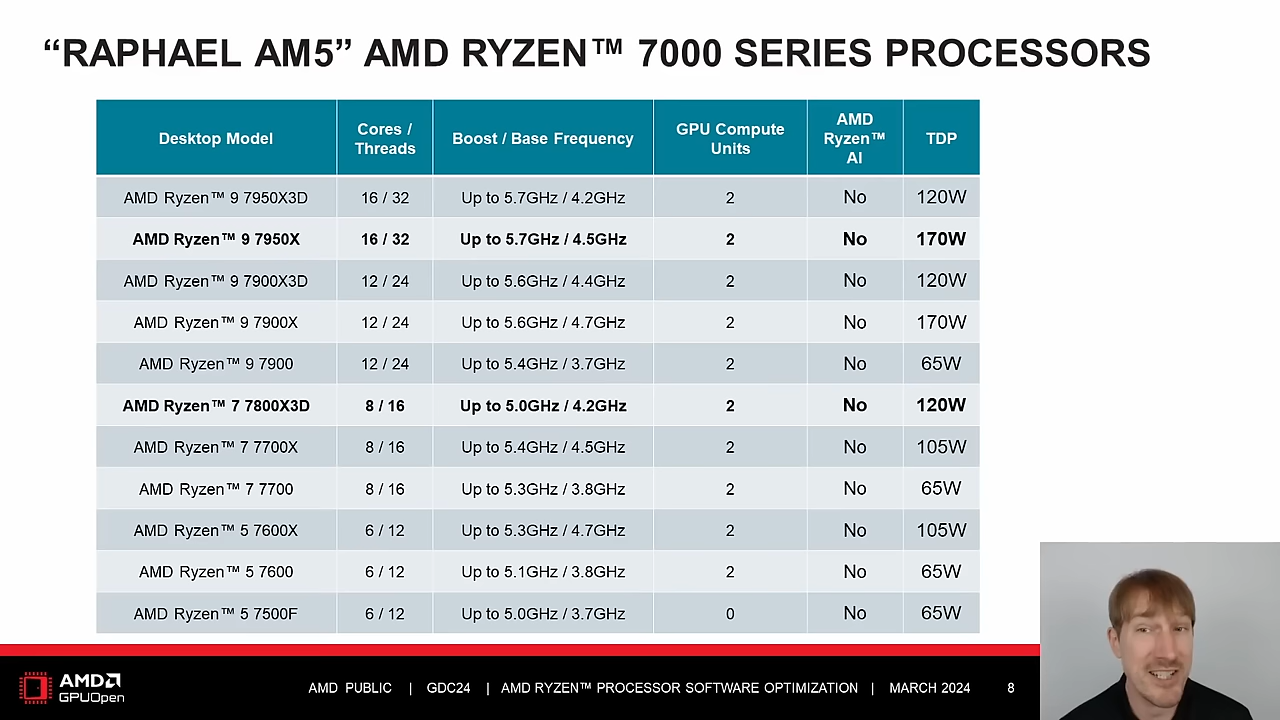 “RAPHAEL AM5” AMD RYZEN™ 7000 SERIES PROCESSORS
Desktop Model Cores / Threads Boost / Base Frequency GPU Compute Units AMD Ryzen™ AI TDP
AMD Ryzen™ 9 7950X3D 16 / 32 Up to 5.7GHz / 4.2GHz 2 No 120W
AMD Ryzen™ 9 7950X 16 / 32 Up to 5.7GHz / 4.5GHz 2 No 170W
AMD Ryzen™ 9 7900X3D 12 / 24 Up to 5.6GHz / 4.4GHz 2 No 120W
AMD Ryzen™ 9 7900X 12 / 24 Up to 5.6GHz / 4.7GHz 2 No 170W
AMD Ryzen™ 9 7900 12 / 24 Up to 5.4GHz / 3.7GHz 2 No 65W
AMD Ryzen™ 7 7800X3D 8 / 16 Up to 5.0GHz / 4.2GHz 2 No 120W
AMD Ryzen™ 7 7700X 8 / 16 Up to 5.4GHz / 4.5GHz 2 No 105W
AMD Ryzen™ 7 7700 8 / 16 Up to 5.3GHz / 3.8GHz 2 No 65W
AMD Ryzen™ 5 7600X 6 / 12 Up to 5.3GHz / 4.7GHz 2 No 105W
AMD Ryzen™ 5 7600 6 / 12 Up to 5.1GHz / 3.8GHz 2 No 65W
AMD Ryzen™ 5 7500F 6 / 12 Up to 5.0GHz / 3.7GHz 0 No 65W
AMD
GPUOpen
AMD PUBLIC | GDC24 | AMD RYZEN™ PROCESSOR SOFTWARE OPTIMIZATION | MARCH 2024 8